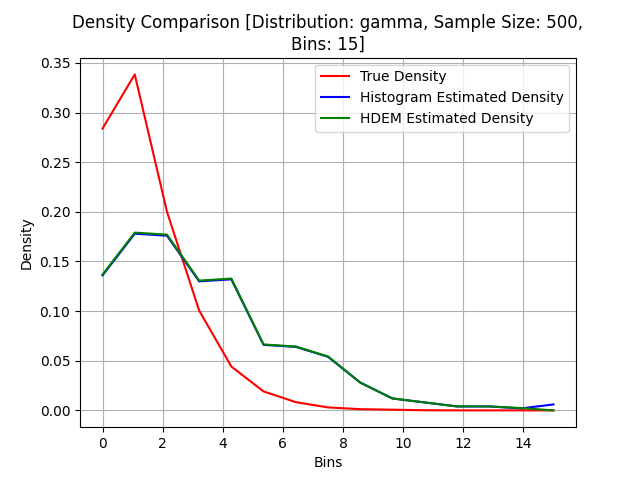 Density Comparison [Distribution: gamma, Sample Size: 500,
Bins: 15]
True Density
Histogram Estimated Density
HDEM Estimated Density
Density
0.35
0.30
0.25
0.20
0.15
0.10
0.05
0.00
0 2 4 6 8 10 12 14
Bins